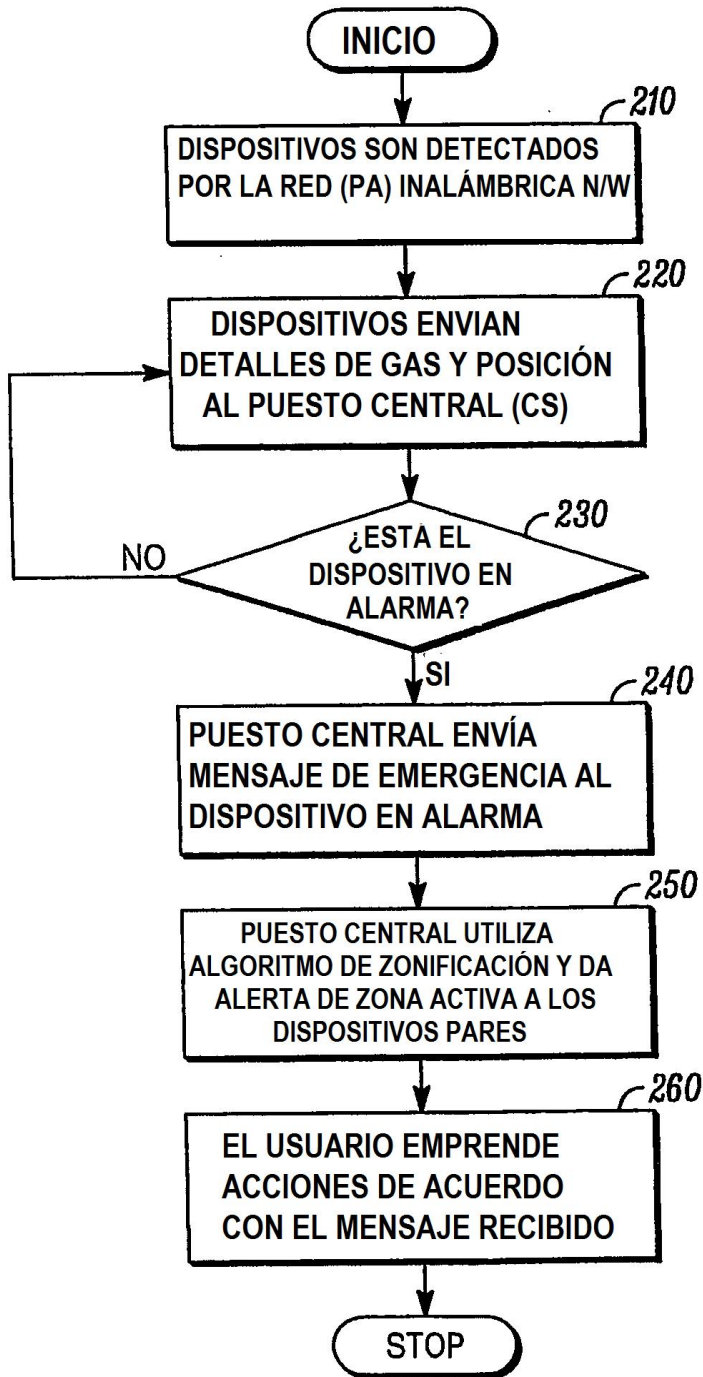 INICIO
210
DISPOSITIVOS SON DETECTADOS
POR LA RED (PA) INALÁMBRICA N/W
220
DISPOSITIVOS ENVIAN
DETALLES DE GAS Y POSICIÓN
AL PUESTO CENTRAL (CS)
230
¿ESTÁ EL
DISPOSITIVO EN
ALARMA?
NO
SI
240
PUESTO CENTRAL ENVÍA
MENSAJE DE EMERGENCIA AL
DISPOSITIVO EN ALARMA
250
PUESTO CENTRAL UTILIZA
ALGORITMO DE ZONIFICACIÓN Y DA
ALERTA DE ZONA ACTIVA A LOS
DISPOSITIVOS PARES
260
EL USUARIO EMPRENDE
ACCIONES DE ACUERDO
CON EL MENSAJE RECIBIDO
STOP